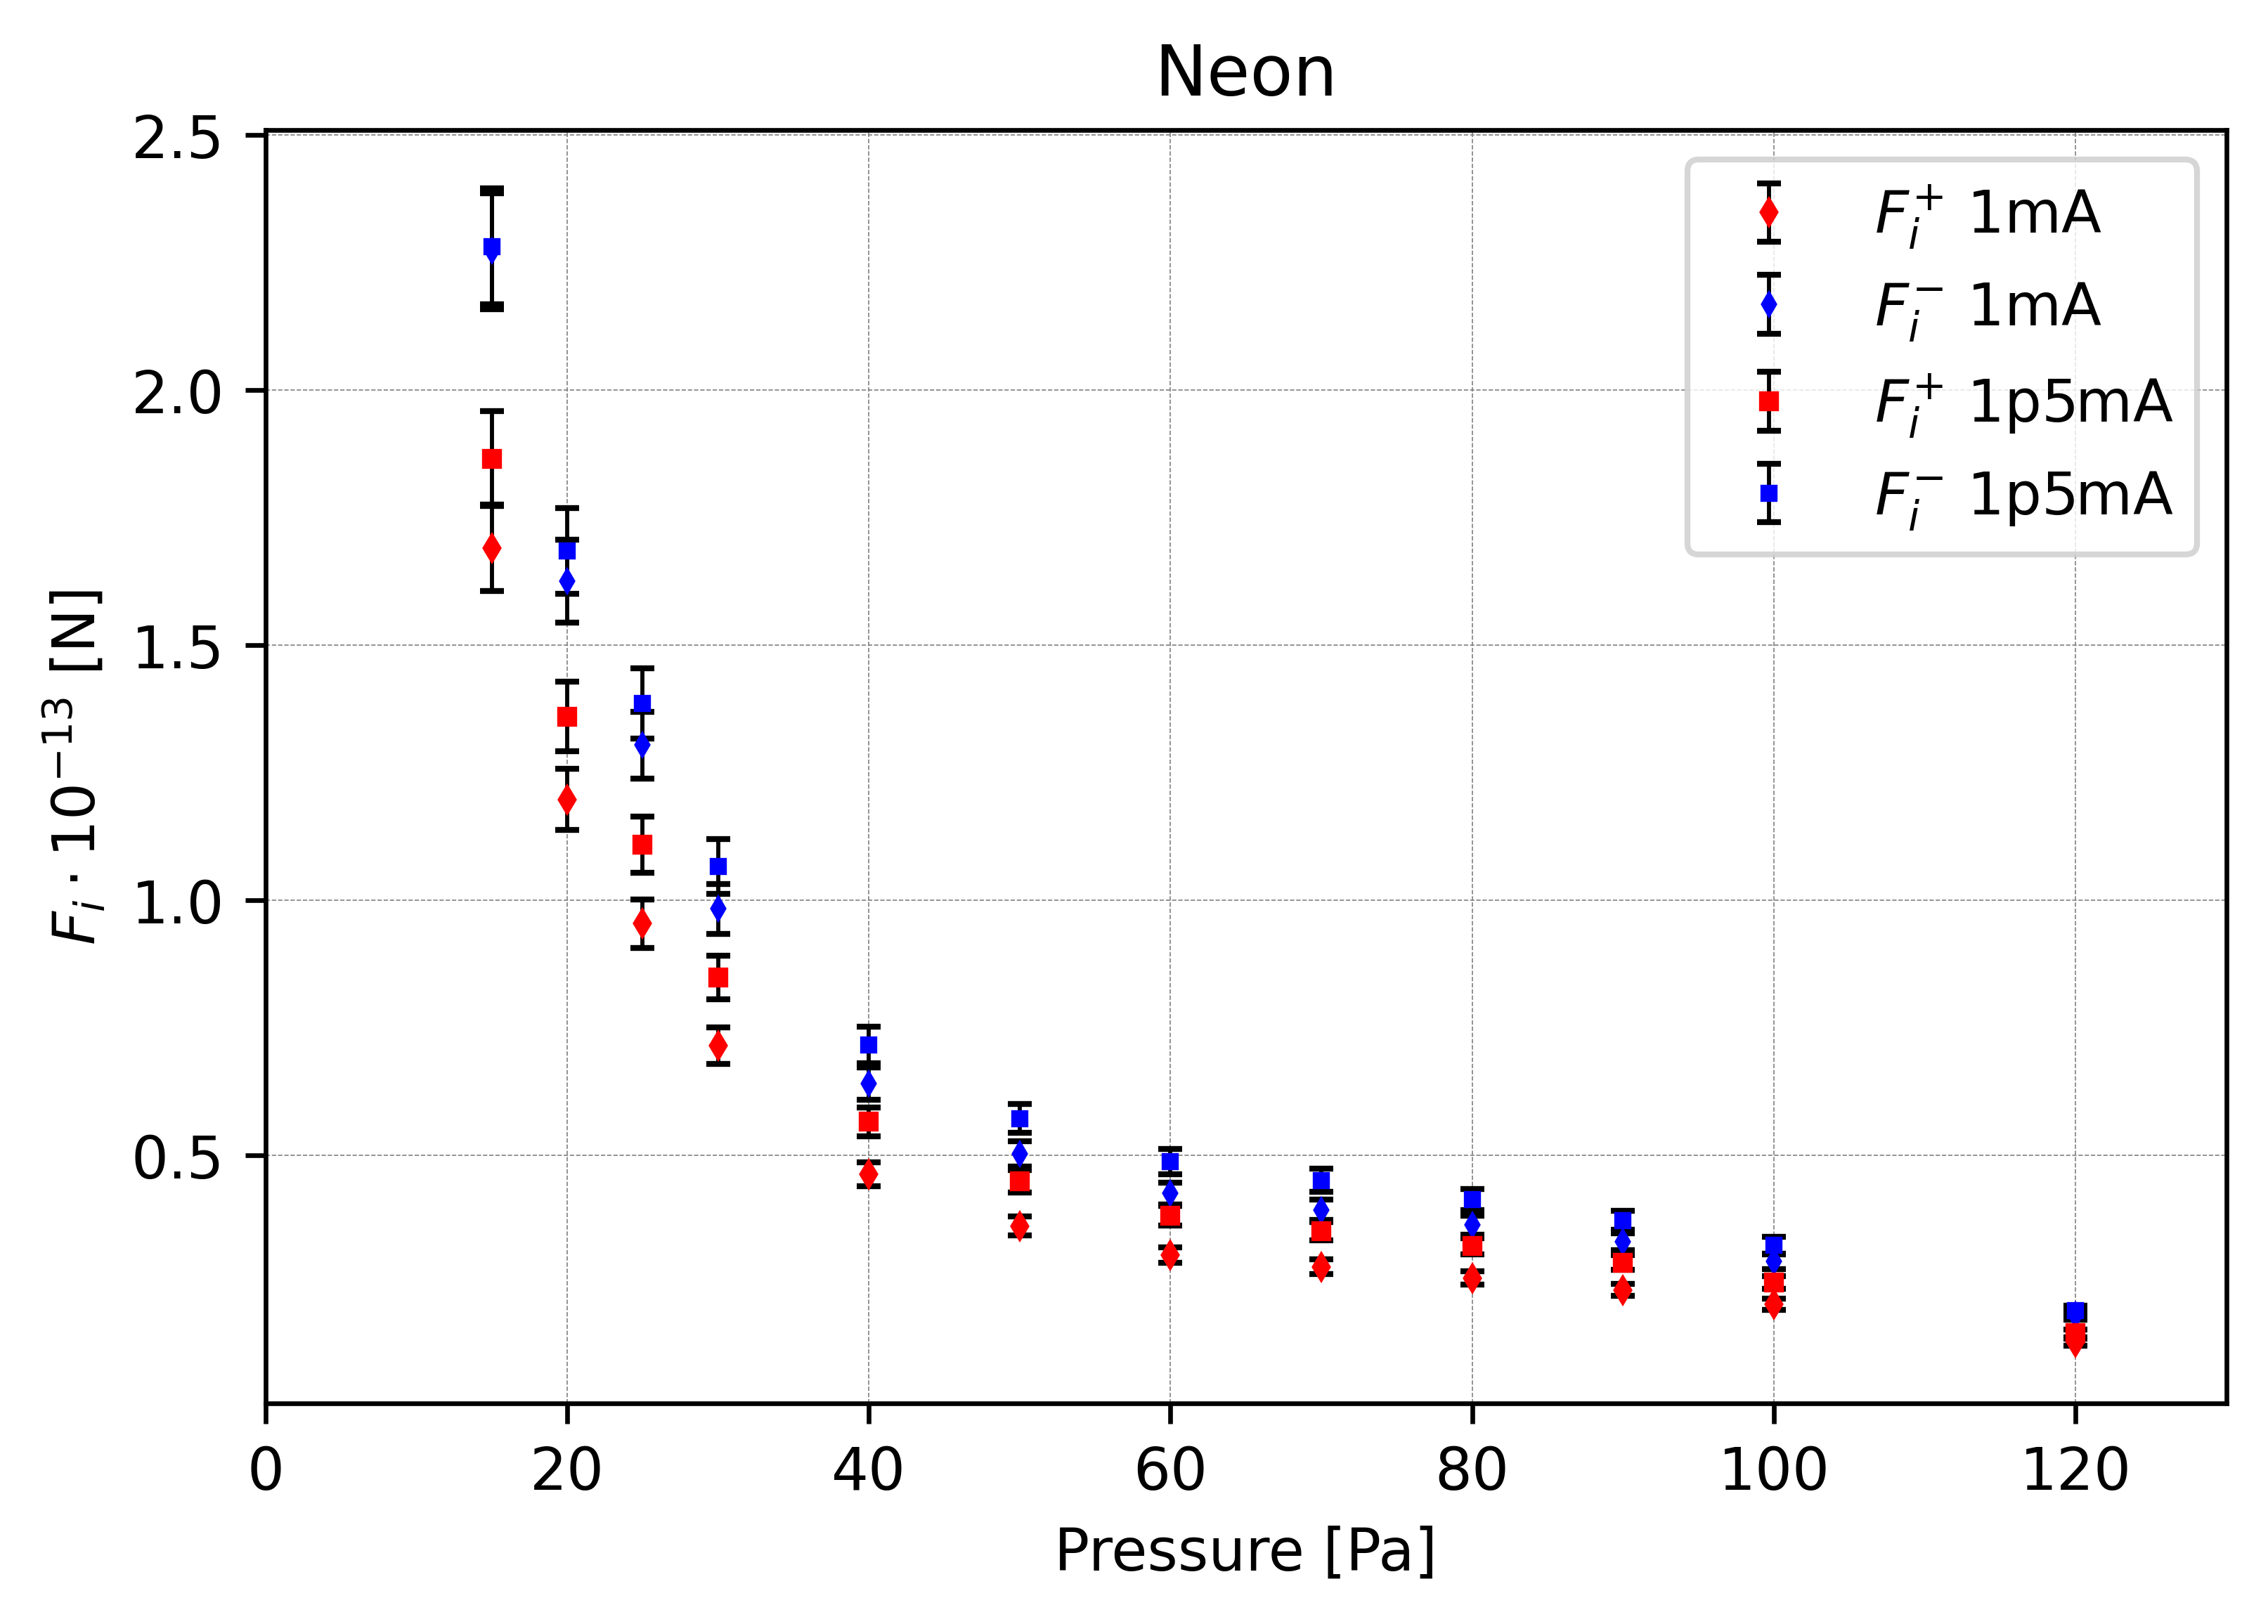 Neon
2.5
2.0
1.5
1.0
0.5
F_i · 10^{-13} [N]
F_i^+ 1mA
F_i^- 1mA
F_i^+ 1p5mA
F_i^- 1p5mA
0 20 40 60 80 100 120
Pressure [Pa]